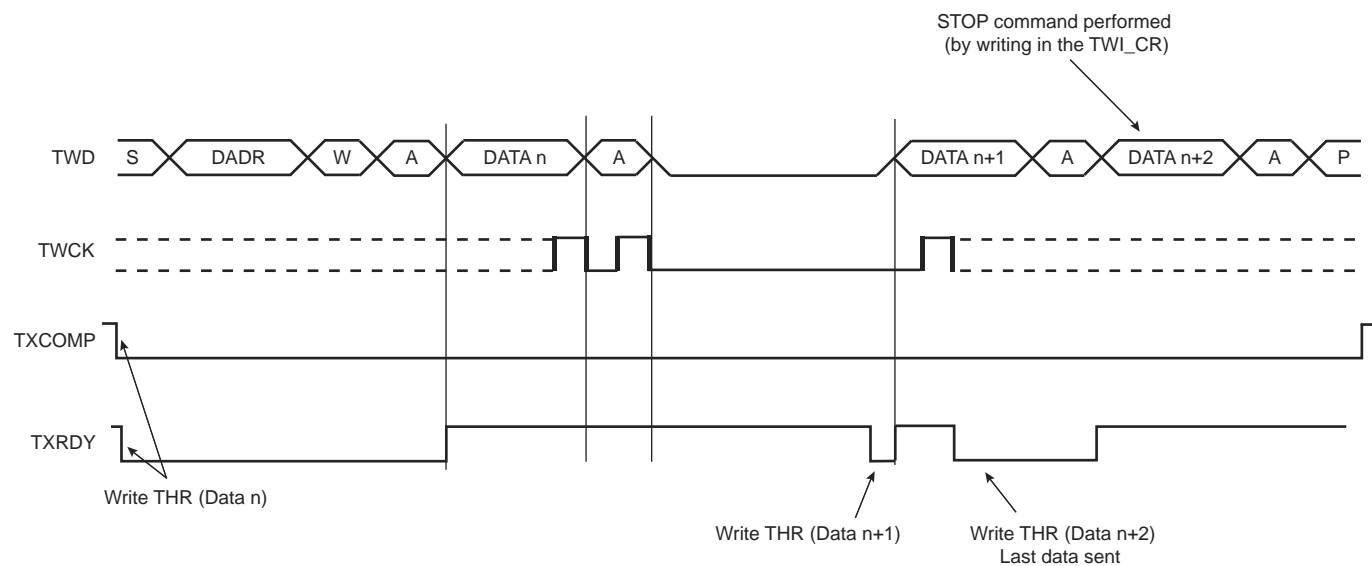 STOP command performed
(by writing in the TWI_CR)
TWD S DADR W A DATA n A DATA n+1 A DATA n+2 A P
TWCK
TXCOMP
TXRDY
Write THR (Data n)
Write THR (Data n+1)
Write THR (Data n+2)
Last data sent